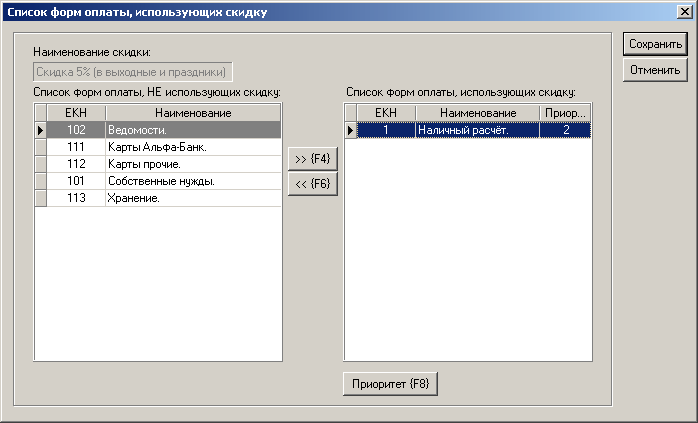 Список форм оплаты, использующих скидку
Сохранить
Отменить
Наименование скидки:
Скидка 5% (в выходные и праздники)
Список форм оплаты, НЕ использующих скидку:
ЕКН Наименование
102 Ведомости.
111 Карты Альфа-Банк.
112 Карты прочие.
101 Собственные нужды.
113 Хранение.
>> {F4}
<< {F6}
Список форм оплаты, использующих скидку:
ЕКН Наименование Приор...
1 Наличный расчёт. 2
Приоритет {F8}